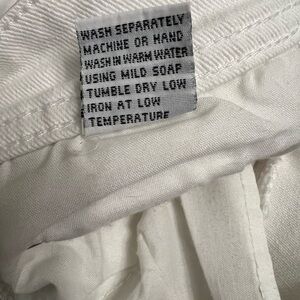 WASH SEPARATELY
MACHINE OR HAND
WASH IN WARM WATER
USING MILD SOAP
TUMBLE DRY LOW
IRON AT LOW
TEMPERATURE